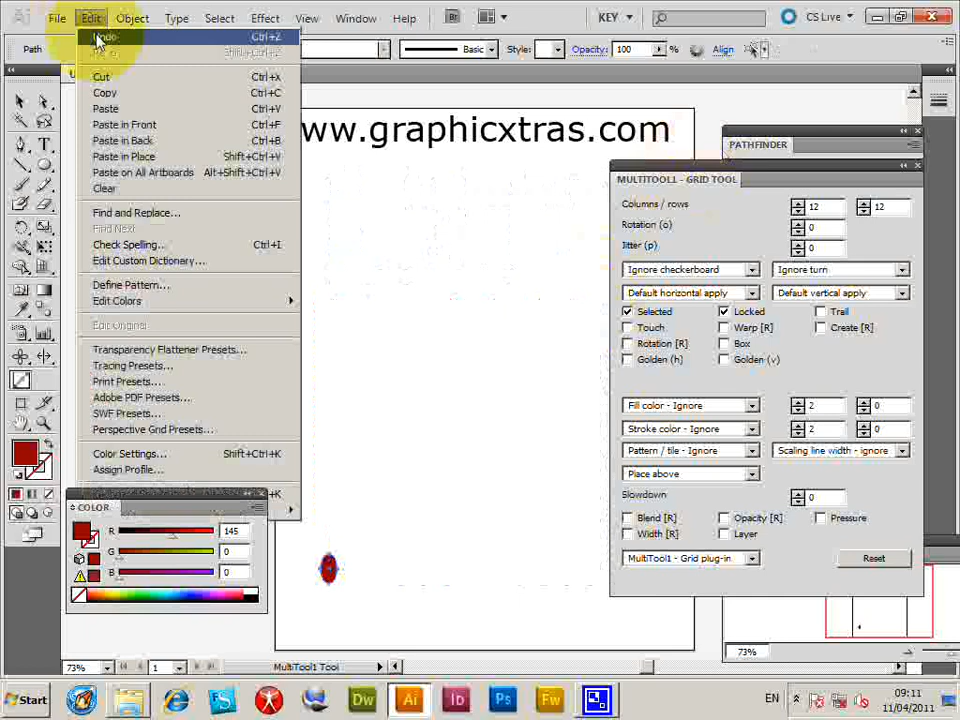 Ai File Edit Object Type Select Effect View Window Help Br KEY CS Live
Path Basic Style: Opacity: 100 % Align
Undo Ctrl+Z
Cut Ctrl+X
Copy Ctrl+C
Paste Ctrl+V
Paste in Front Ctrl+F
Paste in Back Ctrl+B
Paste in Place Shift+Ctrl+V
Paste on All Artboards Alt+Shift+Ctrl+V
Clear
Find and Replace...
Find Next
Check Spelling... Ctrl+I
Edit Custom Dictionary...
Define Pattern...
Edit Colors
Edit Original
Transparency Flattener Presets...
Tracing Presets...
Print Presets...
Adobe PDF Presets...
SWF Presets...
Perspective Grid Presets...
Color Settings... Shift+Ctrl+K
Assign Profile...
ww.graphicxtras.com
PATHFINDER
MULTITOOL1 - GRID TOOL
Columns / rows 12 12
Rotation (o) 0
Jitter (p) 0
Ignore checkerboard Ignore turn
Default horizontal apply Default vertical apply
Selected Locked Trail
Touch Warp [R] Create [R]
Rotation [R] Box
Golden (h) Golden (v)
Fill color - Ignore 2 0
Stroke color - Ignore 2 0
Pattern / tile - Ignore Scaling line width - ignore
Place above
Slowdown 0
Blend [R] Opacity [R] Pressure
Width [R] Layer
MultiTool1 - Grid plug-in Reset
COLOR
R 145
G 0
B 0
73%
73% 1 MultiTool1 Tool
Start Dw Ai Id Ps Fw EN 09:11
11/04/2011